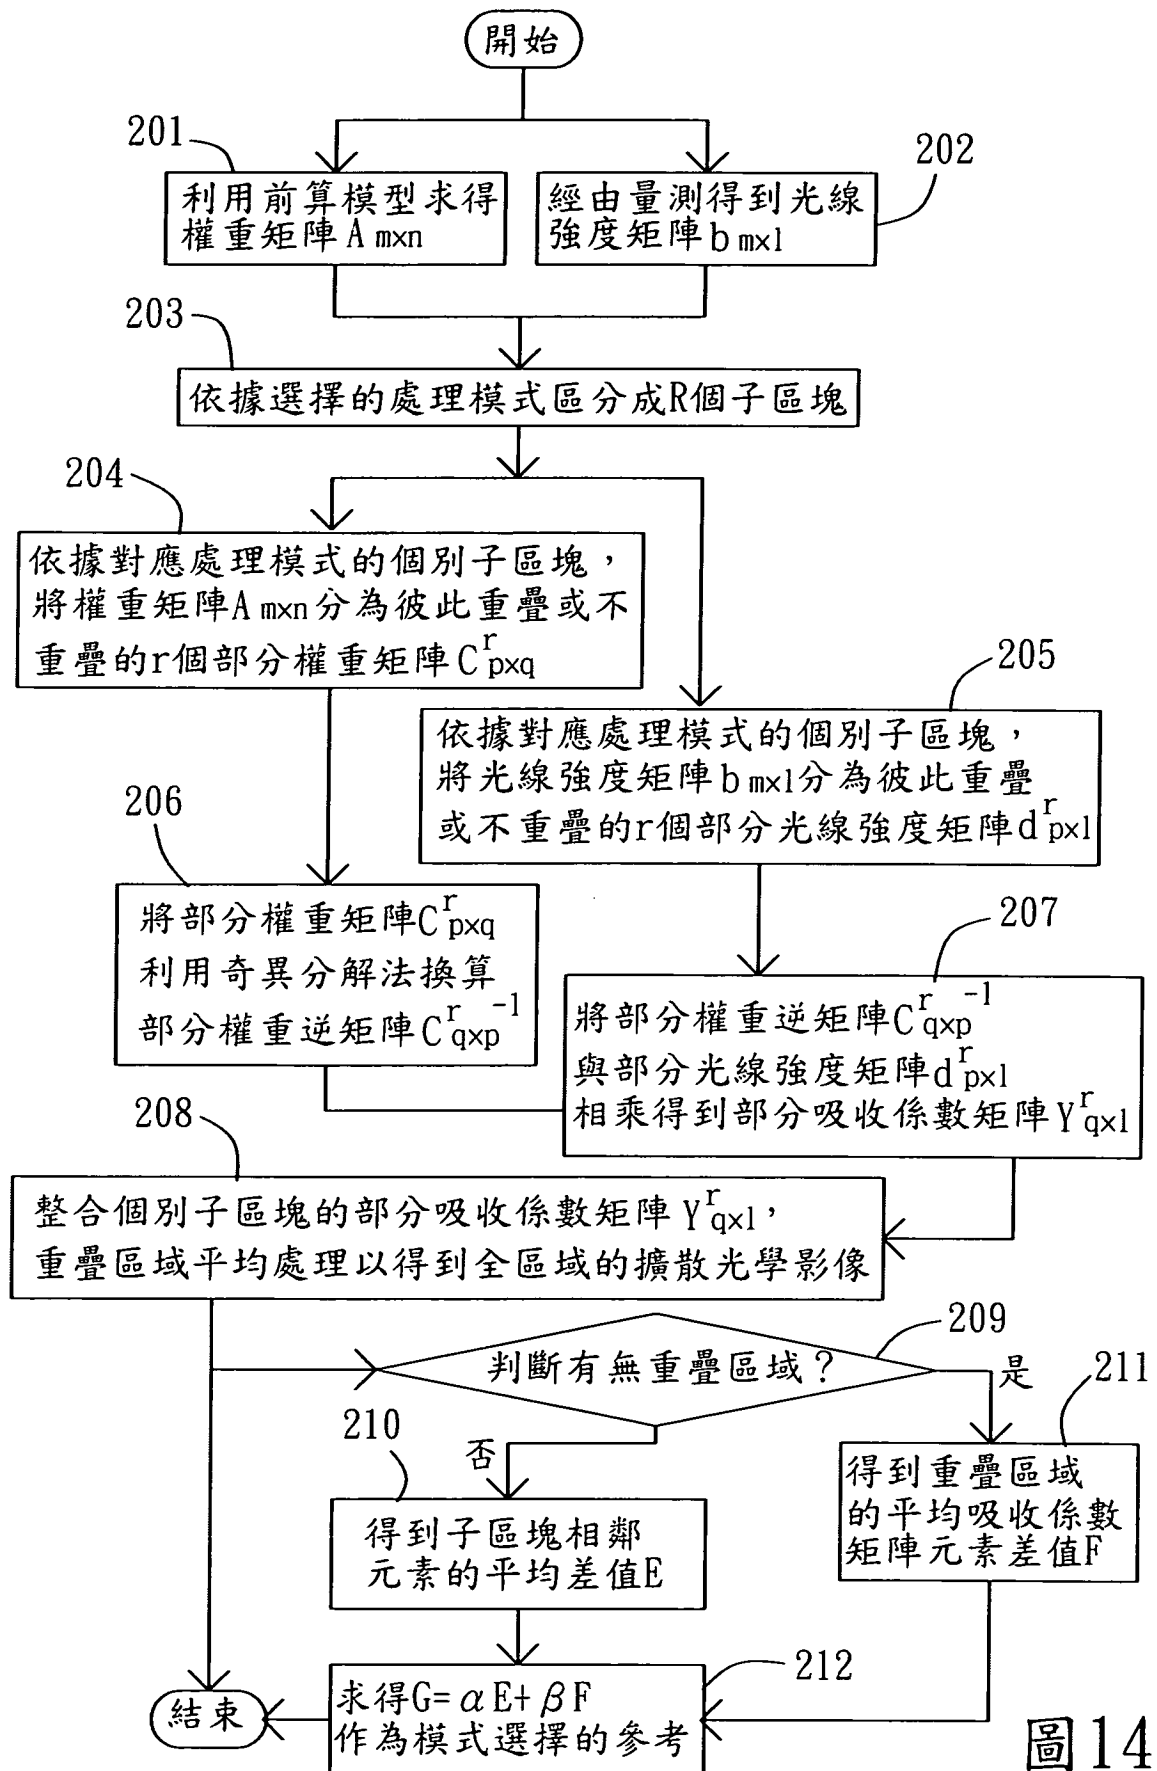 開始
201
利用前算模型求得
權重矩陣A m×n
202
經由量測得到光線
強度矩陣b m×1
203
依據選擇的處理模式區分成R個子區塊
204
依據對應處理模式的個別子區塊，
將權重矩陣A m×n分為彼此重疊或不
重疊的r個部分權重矩陣C^r_p×q
205
依據對應處理模式的個別子區塊，
將光線強度矩陣b m×1分為彼此重疊
或不重疊的r個部分光線強度矩陣d^r_p×1
206
將部分權重矩陣C^r_p×q
利用奇異分解法換算
部分權重逆矩陣C^r_q×p^-1
207
將部分權重逆矩陣C^r_q×p^-1
與部分光線強度矩陣d^r_p×1
相乘得到部分吸收係數矩陣Y^r_q×1
208
整合個別子區塊的部分吸收係數矩陣Y^r_q×1，
重疊區域平均處理以得到全區域的擴散光學影像
209
判斷有無重疊區域？
是
211
210
否
得到重疊區域
的平均吸收係數
矩陣元素差值F
得到子區塊相鄰
元素的平均差值E
212
求得G=αE+βF
作為模式選擇的參考
結束
圖14